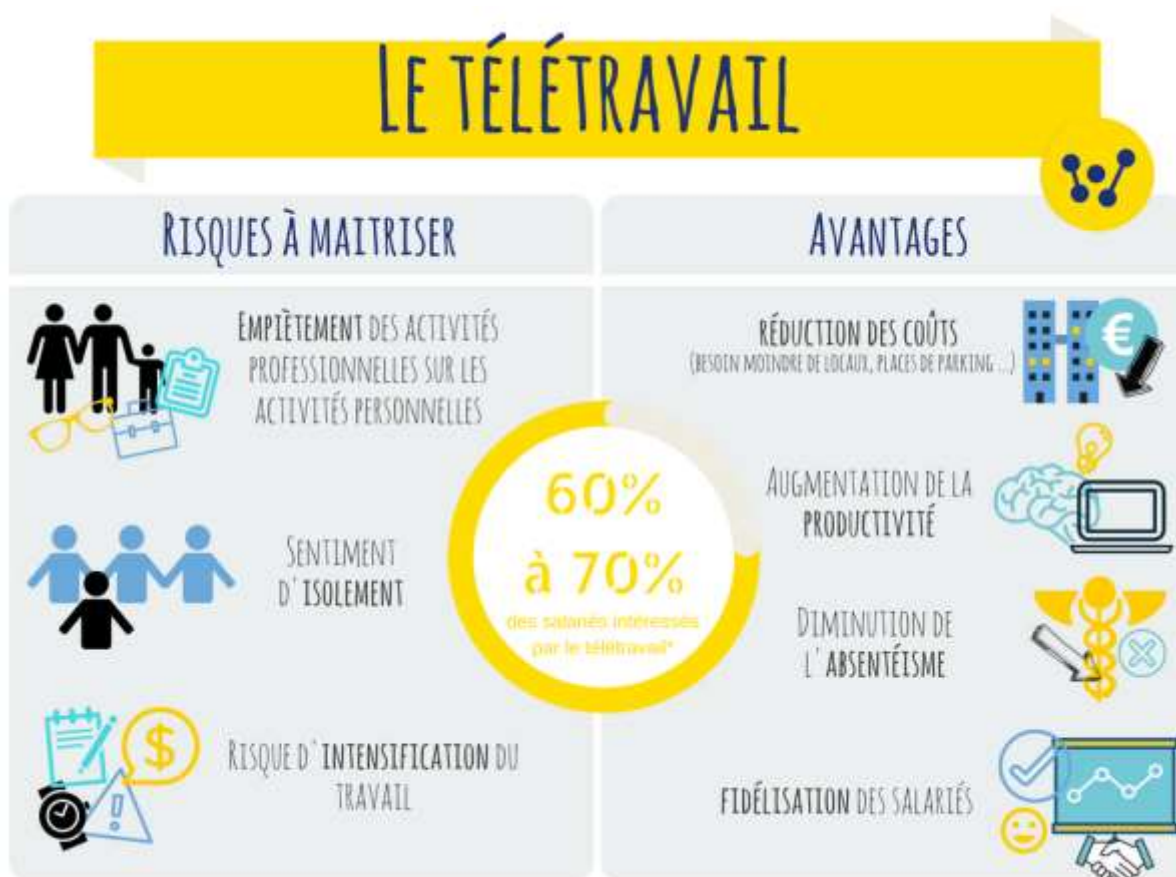 LE TÉLÉTRAVAIL
RISQUES À MAITRISER
EMPIÈTEMENT DES ACTIVITÉS
PROFESSIONNELLES SUR LES
ACTIVITÉS PERSONNELLES
SENTIMENT
D'ISOLEMENT
RISQUE D'INTENSIFICATION DU
TRAVAIL
60%
à 70%
des salariés intéressés
par le télétravail*
AVANTAGES
RÉDUCTION DES COÛTS
(BESOIN MOINDRE DE LOCAUX, PLACES DE PARKING...)
AUGMENTATION DE LA
PRODUCTIVITÉ
DIMINUTION DE
L'ABSENTÉISME
FIDÉLISATION DES SALARIÉS